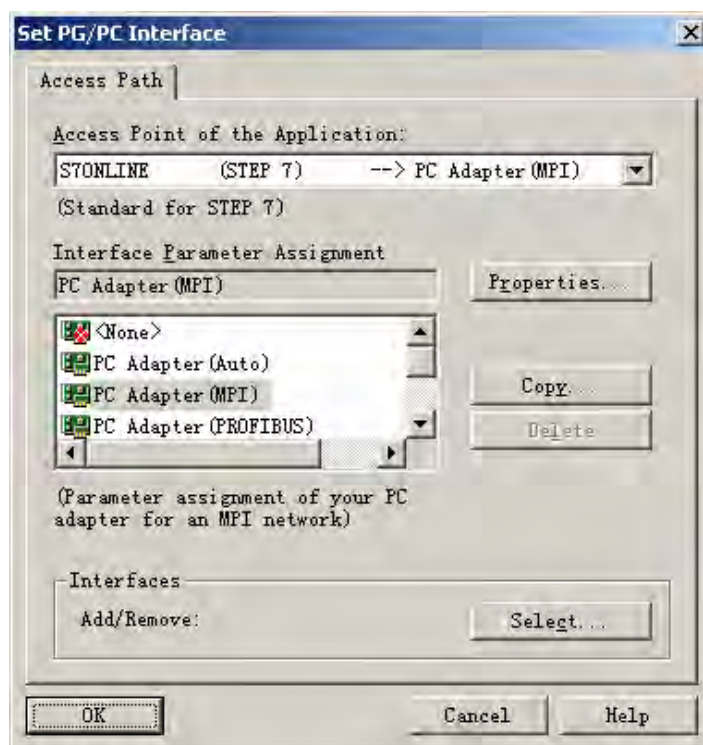 Set PG/PC Interface
Access Path
Access Point of the Application:
S7ONLINE (STEP 7) --> PC Adapter(MPI)
(Standard for STEP 7)
Interface Parameter Assignment
PC Adapter(MPI)
Properties...
<None>
PC Adapter(Auto)
PC Adapter(MPI)
PC Adapter(PROFIBUS)
Copy...
Delete
(Parameter assignment of your PC
adapter for an MPI network)
Interfaces
Add/Remove:
Select...
OK
Cancel
Help